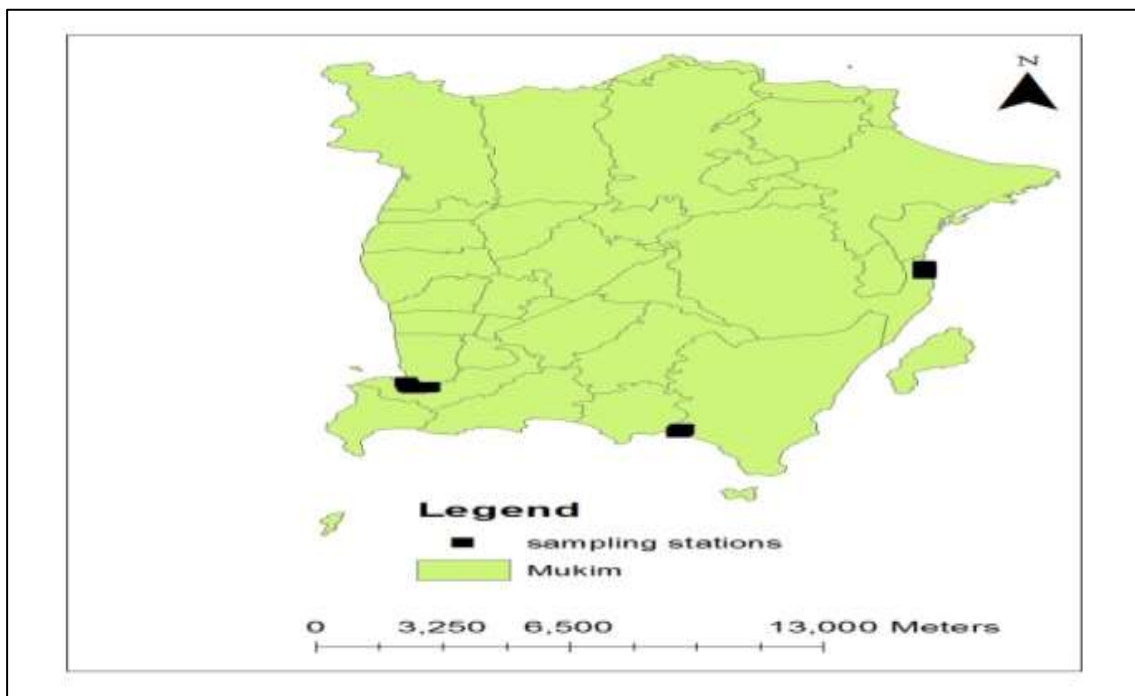 N
Legend
sampling stations
Mukim
0 3,250 6,500 13,000 Meters